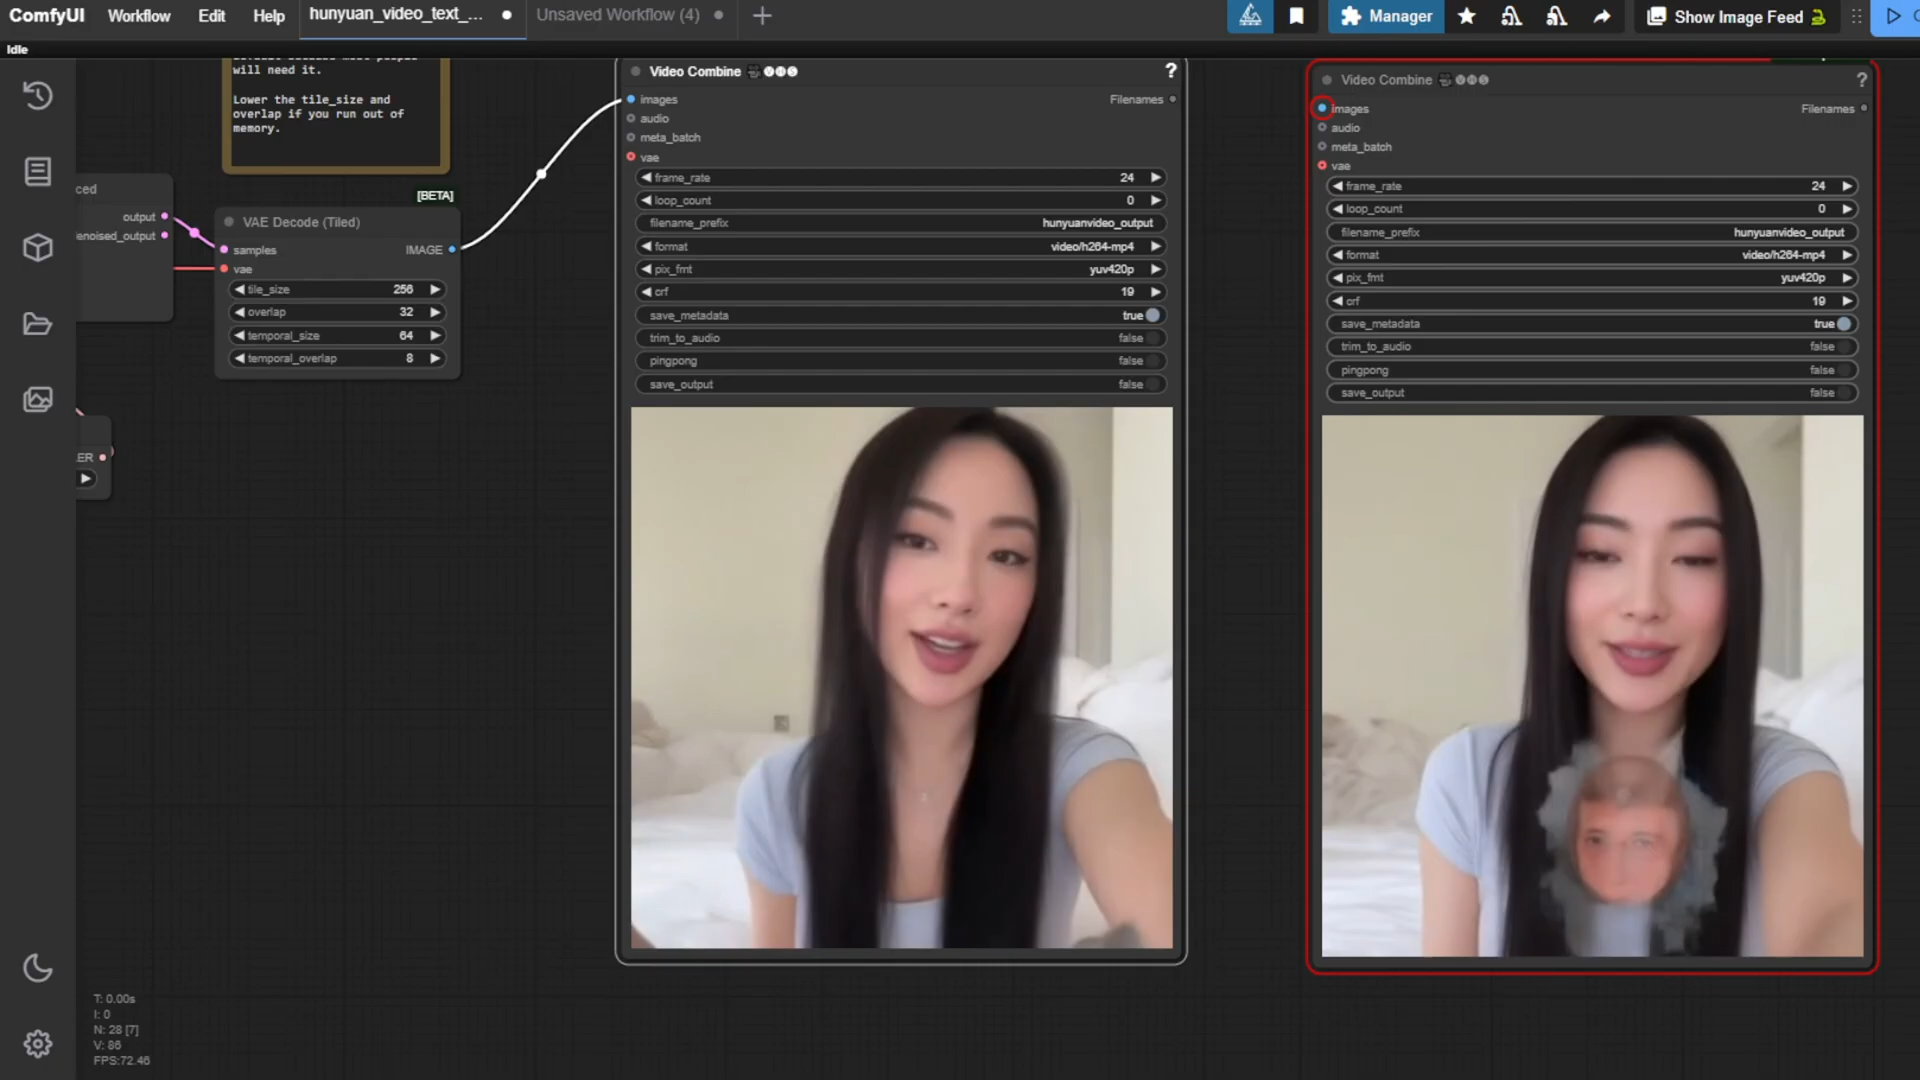 ComfyUI Workflow Edit Help hunyuan_video_text_... Unsaved Workflow (4) Manager Show Image Feed
Idle
will need it.
Lower the tile_size and
overlap if you run out of
memory.
ced
output
denoised_output
[BETA]
VAE Decode (Tiled)
samples IMAGE
vae
tile_size 256
overlap 32
temporal_size 64
temporal_overlap 8
Video Combine ?
images Filenames
audio
meta_batch
vae
frame_rate 24
loop_count 0
filename_prefix hunyuanvideo_output
format video/h264-mp4
pix_fmt yuv420p
crf 19
save_metadata true
trim_to_audio false
pingpong false
save_output false
Video Combine ?
images Filenames
audio
meta_batch
vae
frame_rate 24
loop_count 0
filename_prefix hunyuanvideo_output
format video/h264-mp4
pix_fmt yuv420p
crf 19
save_metadata true
trim_to_audio false
pingpong false
save_output false
ER
T: 0.00s
I: 0
N: 28 [7]
V: 86
FPS:72.46